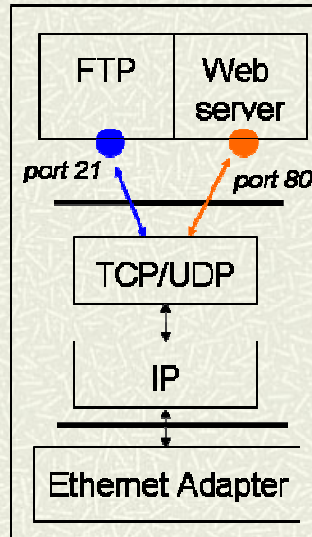 FTP
Web
server
port 21
port 80
TCP/UDP
IP
Ethernet Adapter